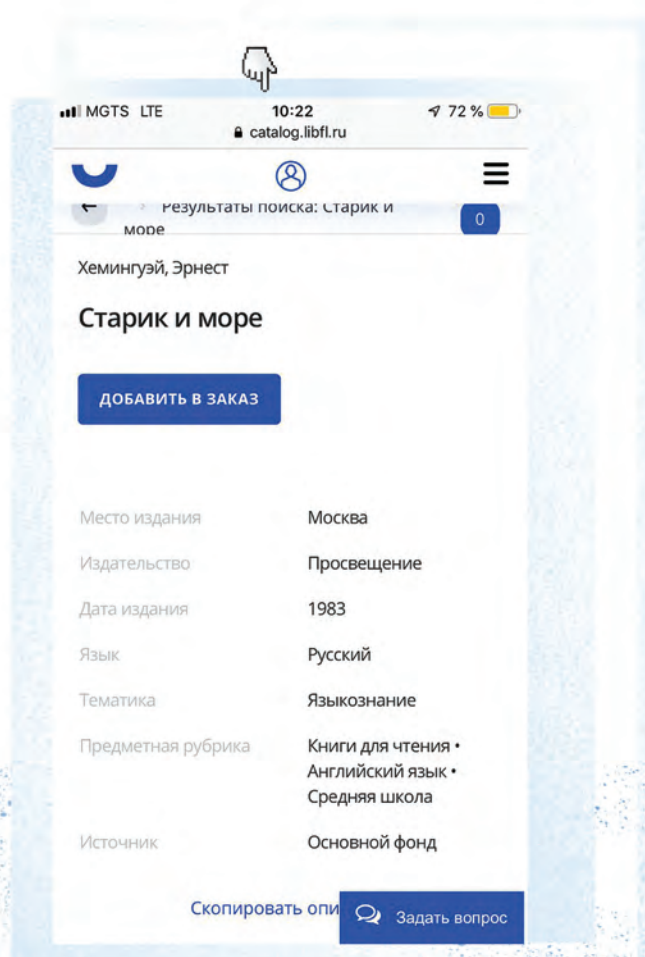 MGTS LTE 10:22 72 %
catalog.libfl.ru
Результаты поиска: Старик и
море
0
Хемингуэй, Эрнест
Старик и море
ДОБАВИТЬ В ЗАКАЗ
Место издания Москва
Издательство Просвещение
Дата издания 1983
Язык Русский
Тематика Языкознание
Предметная рубрика Книги для чтения •
Английский язык •
Средняя школа
Источник Основной фонд
Скопировать опи
Задать вопрос